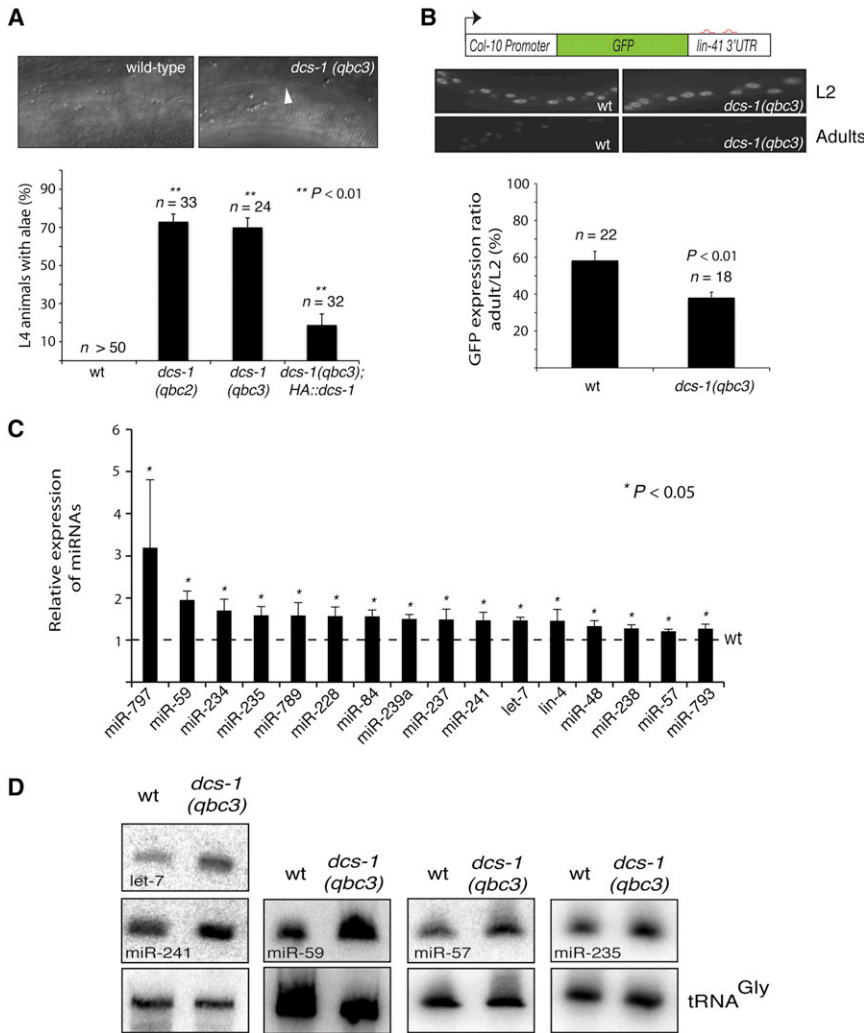 A
wild-type
dcs-1 (qbc3)
L4 animals with alae (%)
90
70
50
30
10
n > 50
**
n = 33
**
n = 24
**
n = 32
** P < 0.01
wt
dcs-1
(qbc2)
dcs-1
(qbc3)
dcs-1(qbc3);
HA::dcs-1
B
Col-10 Promoter
GFP
lin-41 3'UTR
wt
dcs-1(qbc3)
L2
wt
dcs-1(qbc3)
Adults
GFP expression ratio
adult/L2 (%)
100
80
60
40
20
n = 22
P < 0.01
n = 18
wt
dcs-1(qbc3)
C
Relative expression
of miRNAs
6
5
4
3
2
1
* * * * * * * * * * * * * * * *
* P < 0.05
wt
miR-797
miR-59
miR-234
miR-235
miR-789
miR-228
miR-84
miR-239a
miR-237
miR-241
let-7
lin-4
miR-48
miR-238
miR-57
miR-793
D
wt
dcs-1
(qbc3)
let-7
miR-241
wt
dcs-1
(qbc3)
miR-59
wt
dcs-1
(qbc3)
miR-57
wt
dcs-1
(qbc3)
miR-235
tRNA^Gly